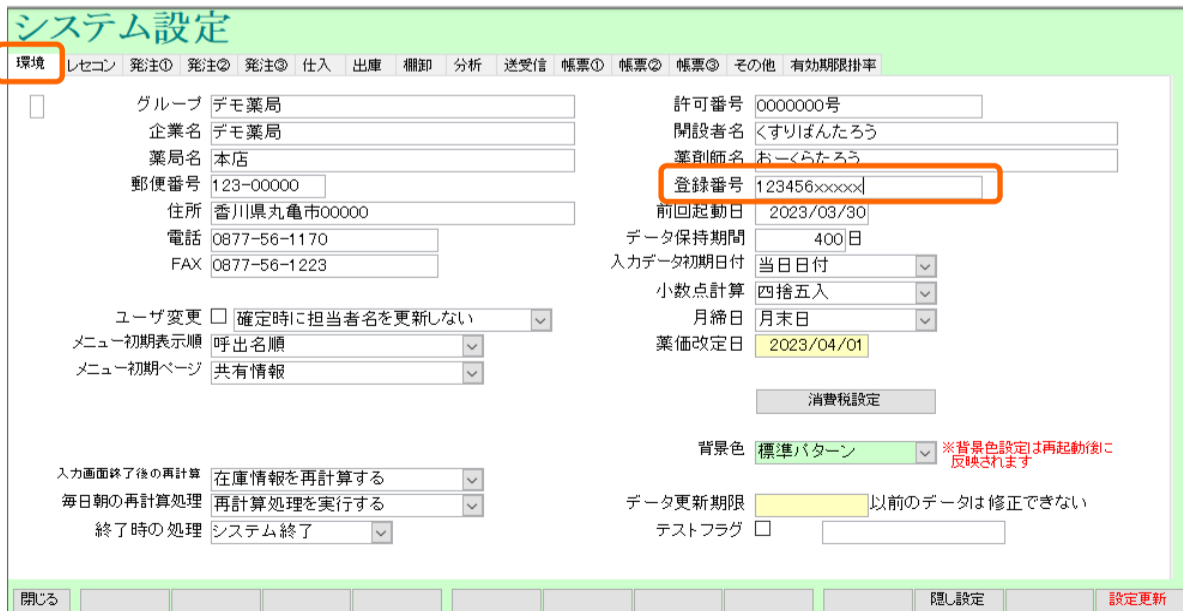 システム設定
環境 レセコン 発注① 発注② 発注③ 仕入 出庫 棚卸 分析 送受信 帳票① 帳票② 帳票③ その他 有効期限掛率
グループ デモ薬局
企業名 デモ薬局
薬局名 本店
郵便番号 123-00000
住所 香川県丸亀市00000
電話 0877-56-1170
FAX 0877-56-1223
ユーザ変更 確定時に担当者名を更新しない
メニュー初期表示順 呼出名順
メニュー初期ページ 共有情報
入力画面終了後の再計算 在庫情報を再計算する
毎日朝の再計算処理 再計算処理を実行する
終了時の処理 システム終了
許可番号 0000000号
開設者名 くすりばんたろう
薬剤師名 おーくらたろう
登録番号 123456xxxxx
前回起動日 2023/03/30
データ保持期間 400 日
入力データ初期日付 当日日付
小数点計算 四捨五入
月締日 月末日
薬価改定日 2023/04/01
消費税設定
背景色 標準パターン ※背景色設定は再起動後に
反映されます
データ更新期限 以前のデータは修正できない
テストフラグ
閉じる 隠し設定 設定更新